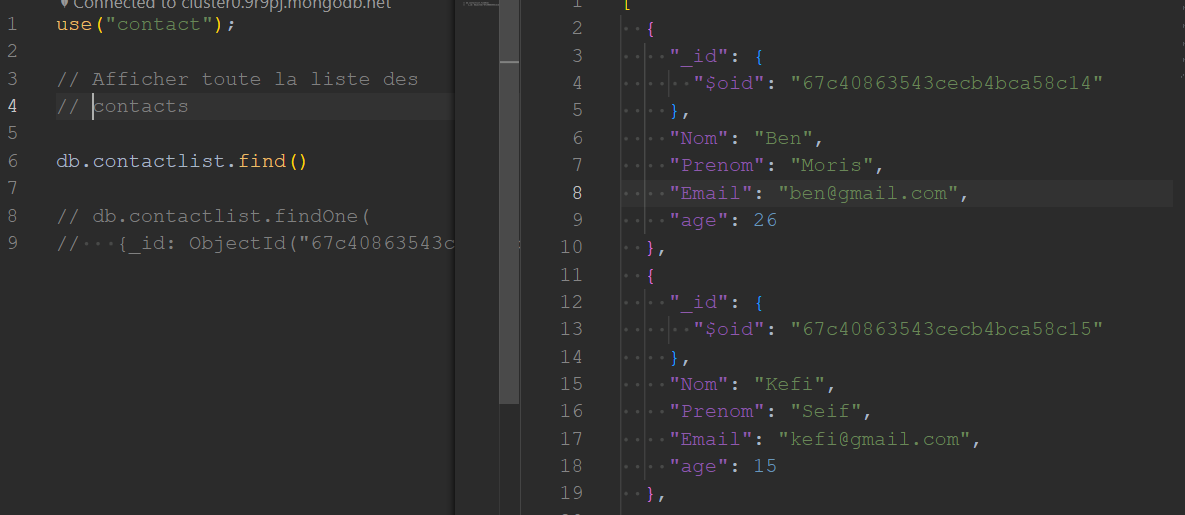 Connected to cluster0.9r9pj.mongodb.net
1 use("contact");
2
3 // Afficher toute la liste des
4 // contacts
5
6 db.contactlist.find()
7
8 // db.contactlist.findOne(
9 // {_id: ObjectId("67c40863543c
1 [
2 {
3 "_id": {
4 "$oid": "67c40863543cecb4bca58c14"
5 },
6 "Nom": "Ben",
7 "Prenom": "Moris",
8 "Email": "ben@gmail.com",
9 "age": 26
10 },
11 {
12 "_id": {
13 "$oid": "67c40863543cecb4bca58c15"
14 },
15 "Nom": "Kefi",
16 "Prenom": "Seif",
17 "Email": "kefi@gmail.com",
18 "age": 15
19 },